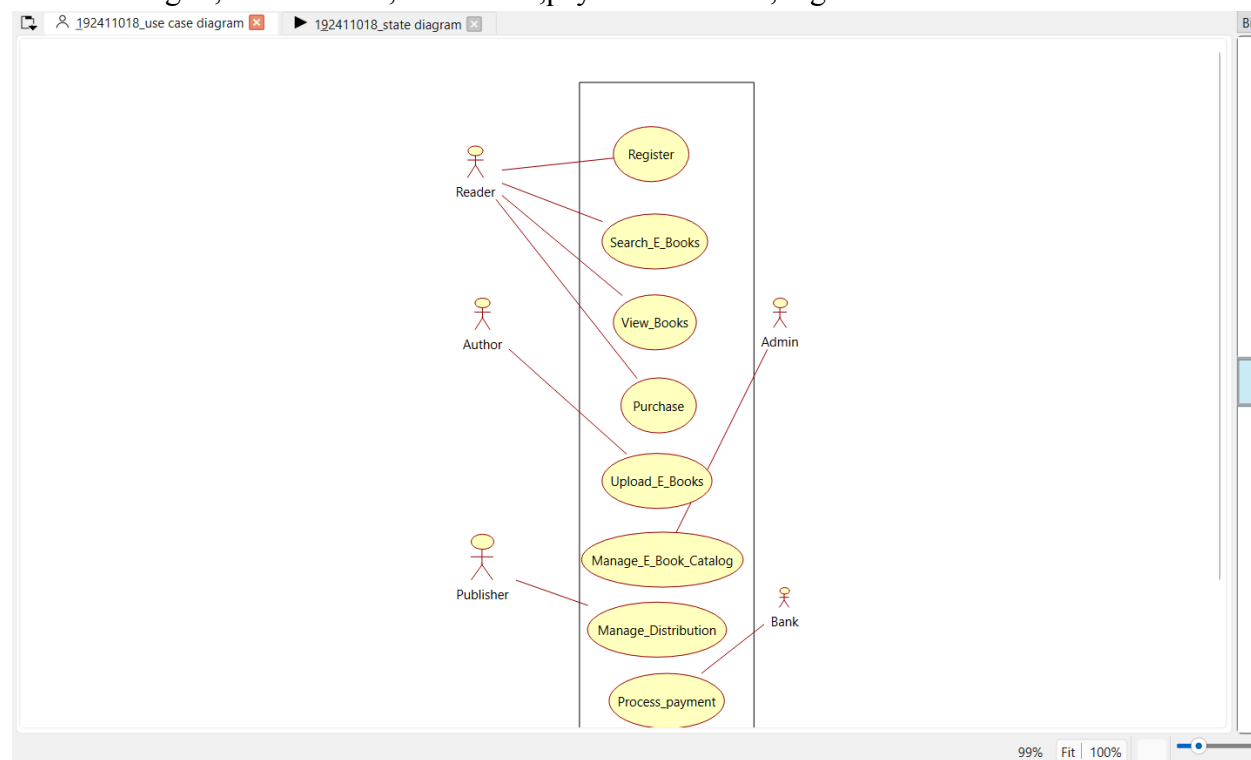 192411018_use case diagram
192411018_state diagram
Register
Reader
Search_E_Books
View_Books
Author
Admin
Purchase
Upload_E_Books
Manage_E_Book_Catalog
Publisher
Manage_Distribution
Bank
Process_payment
99% Fit 100%